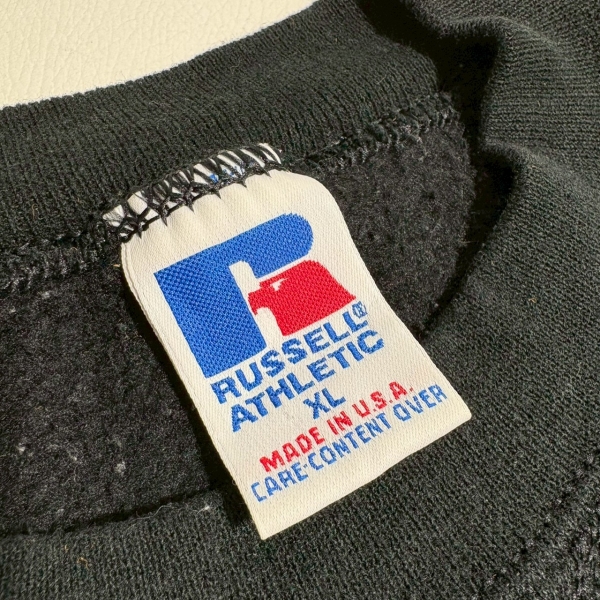 RUSSELL®
ATHLETIC
XL
MADE IN U.S.A.
CARE-CONTENT OVER